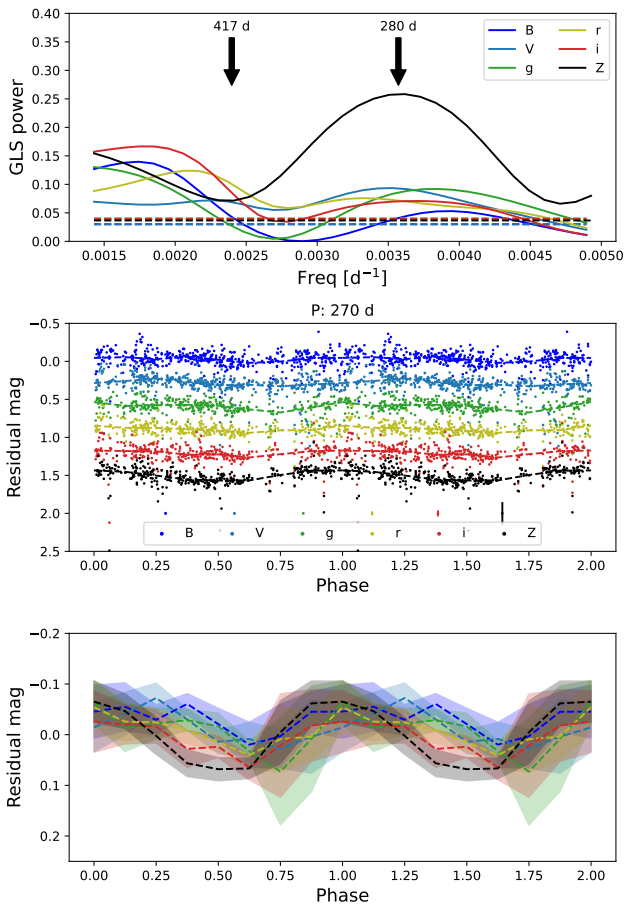 0.40
0.35
0.30
0.25
0.20
0.15
0.10
0.05
0.00
GLS power
417 d
280 d
B r
V i
g Z
0.0015 0.0020 0.0025 0.0030 0.0035 0.0040 0.0045 0.0050
Freq [d⁻¹]
P: 270 d
−0.5
0.0
0.5
1.0
1.5
2.0
2.5
Residual mag
B V g r i Z
0.00 0.25 0.50 0.75 1.00 1.25 1.50 1.75 2.00
Phase
−0.2
−0.1
0.0
0.1
0.2
Residual mag
0.00 0.25 0.50 0.75 1.00 1.25 1.50 1.75 2.00
Phase